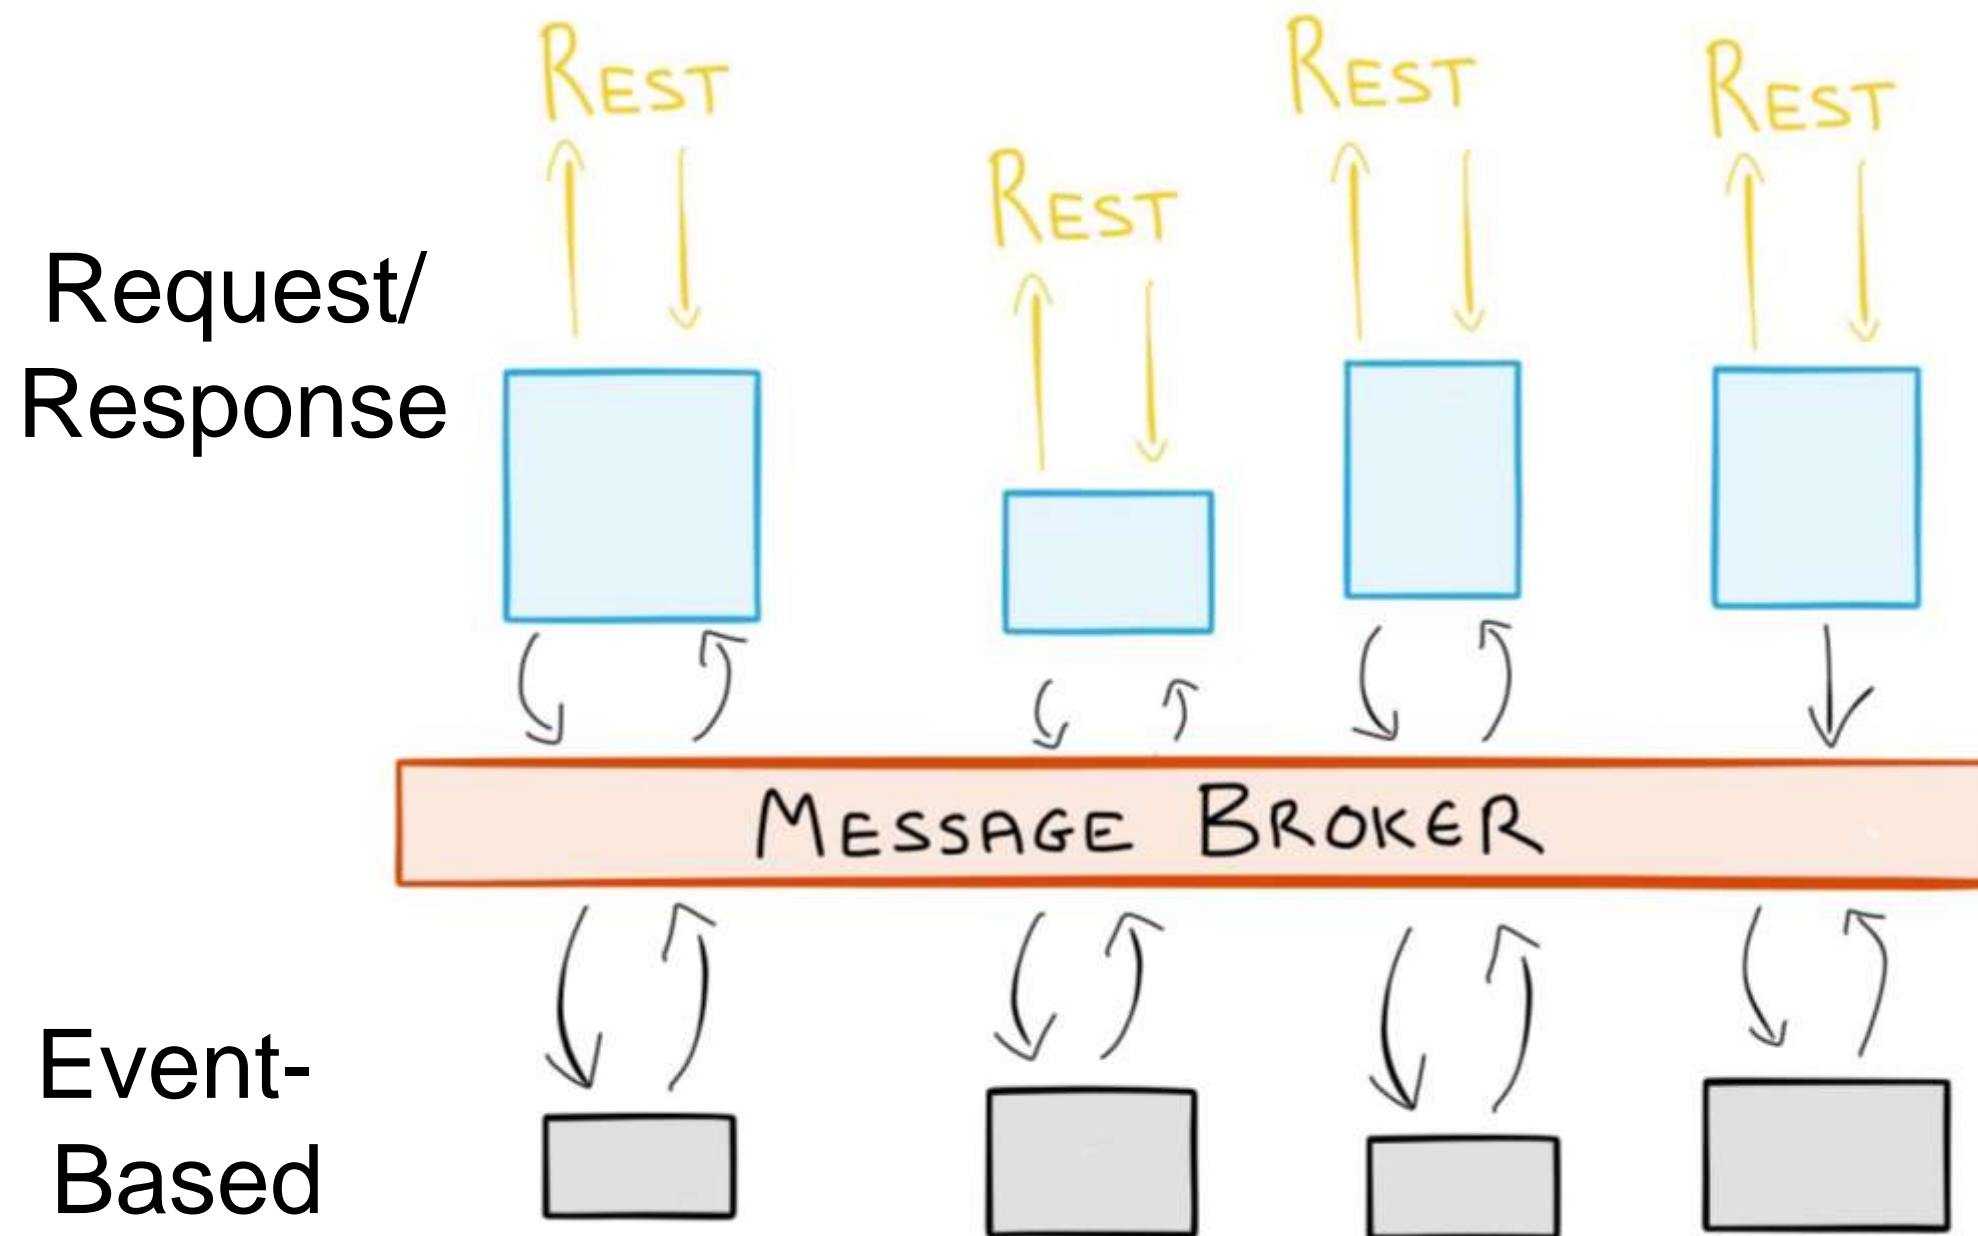 REST
REST
REST
REST
Request/
Response
MESSAGE BROKER
Event-
Based